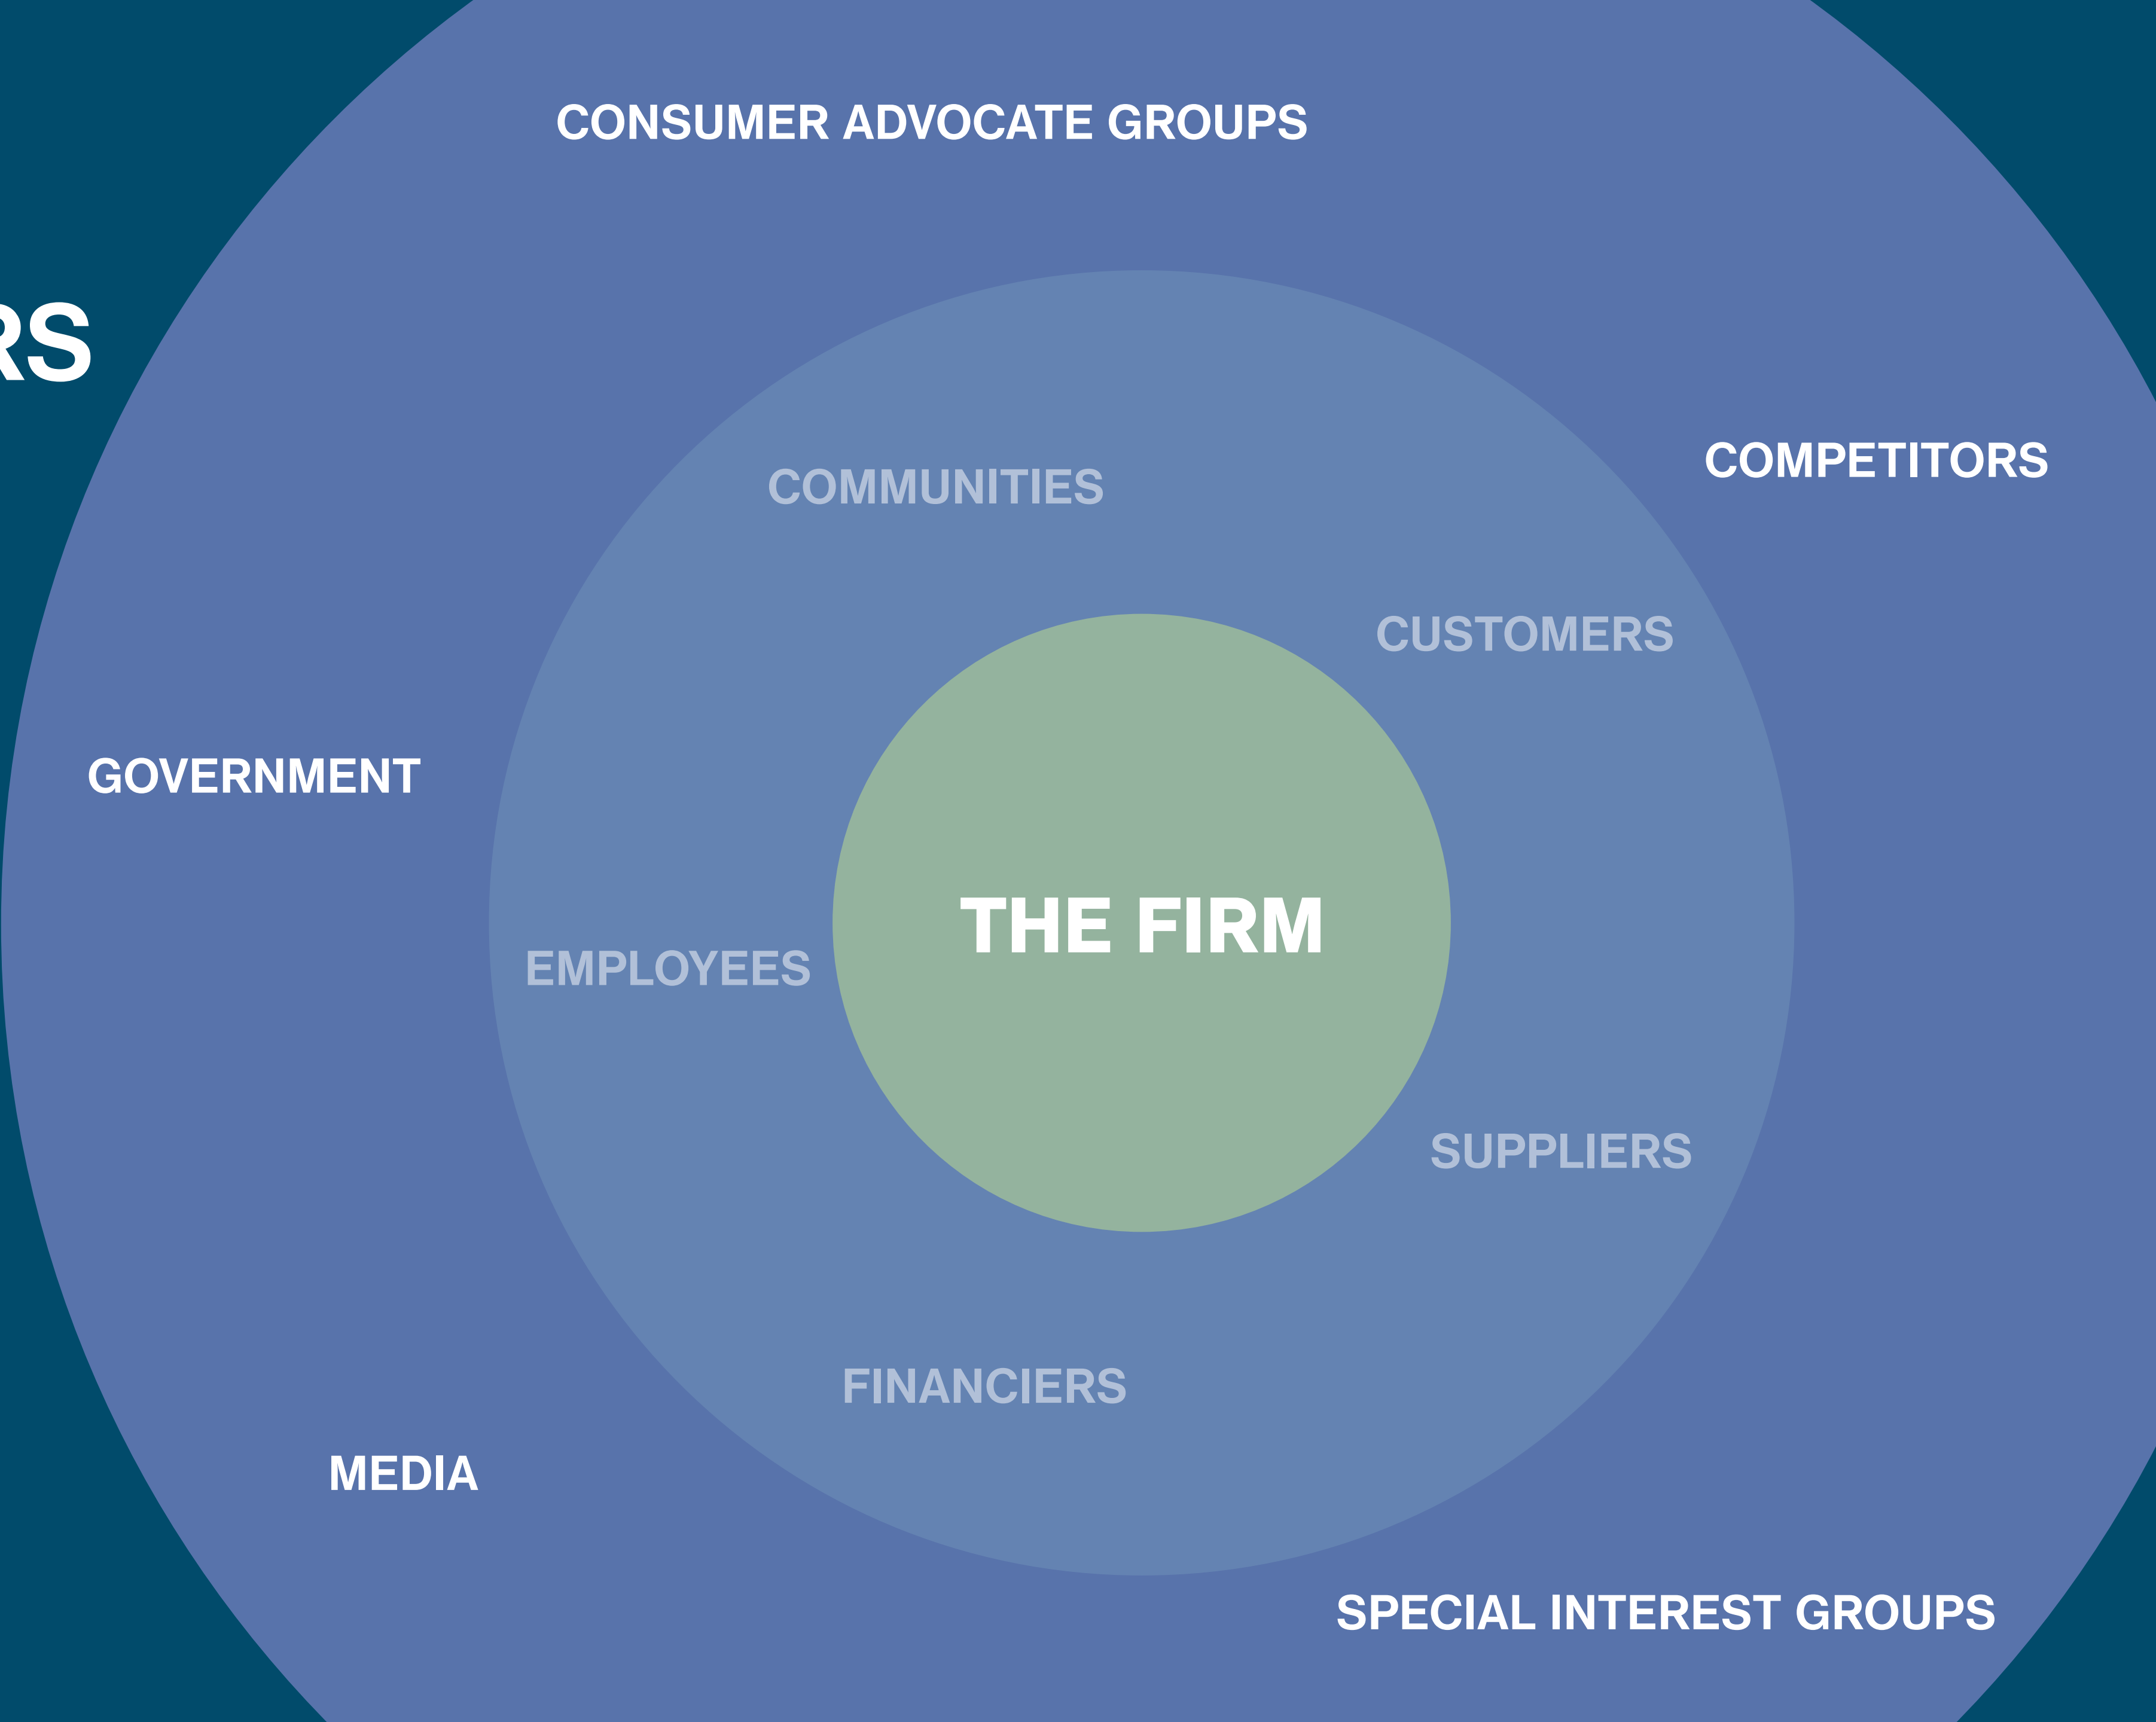 CONSUMER ADVOCATE GROUPS
RS
COMPETITORS
COMMUNITIES
CUSTOMERS
GOVERNMENT
THE FIRM
EMPLOYEES
SUPPLIERS
FINANCIERS
MEDIA
SPECIAL INTEREST GROUPS